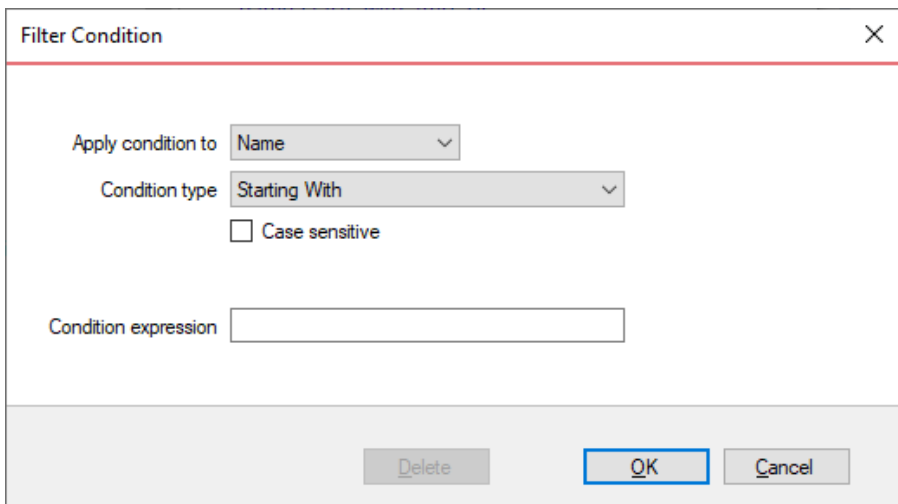 Filter Condition
Apply condition to Name
Condition type Starting With
Case sensitive
Condition expression
Delete OK Cancel